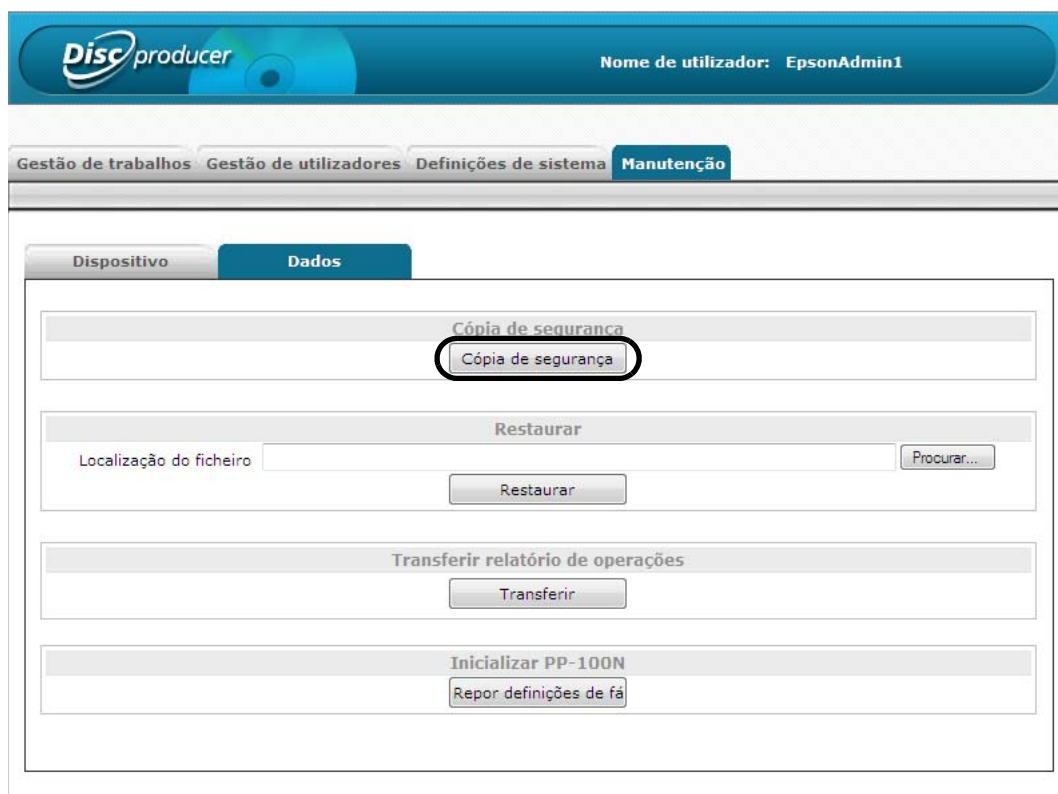 Disc producer
Nome de utilizador: EpsonAdmin1
Gestão de trabalhos Gestão de utilizadores Definições de sistema Manutenção
Dispositivo Dados
Cópia de segurança
Cópia de segurança
Restaurar
Localização do ficheiro Procurar...
Restaurar
Transferir relatório de operações
Transferir
Inicializar PP-100N
Repor definições de fá